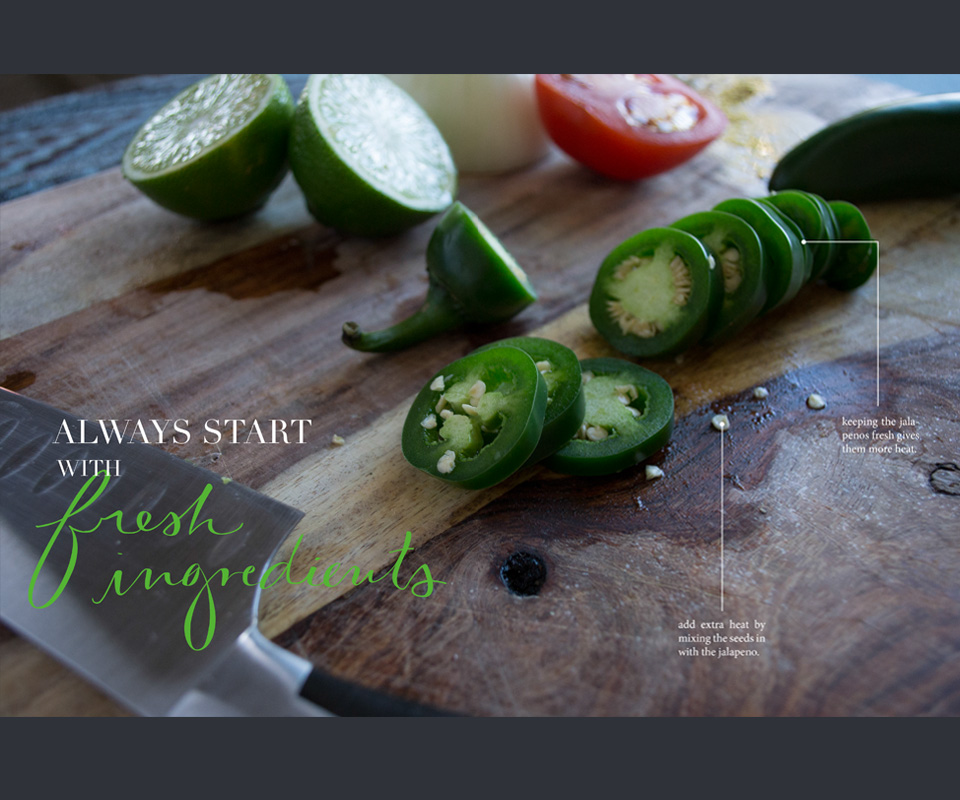 ALWAYS START
WITH
fresh
ingredients
keeping the jala-
penos fresh gives
them more heat.
add extra heat by
mixing the seeds in
with the jalapeno.